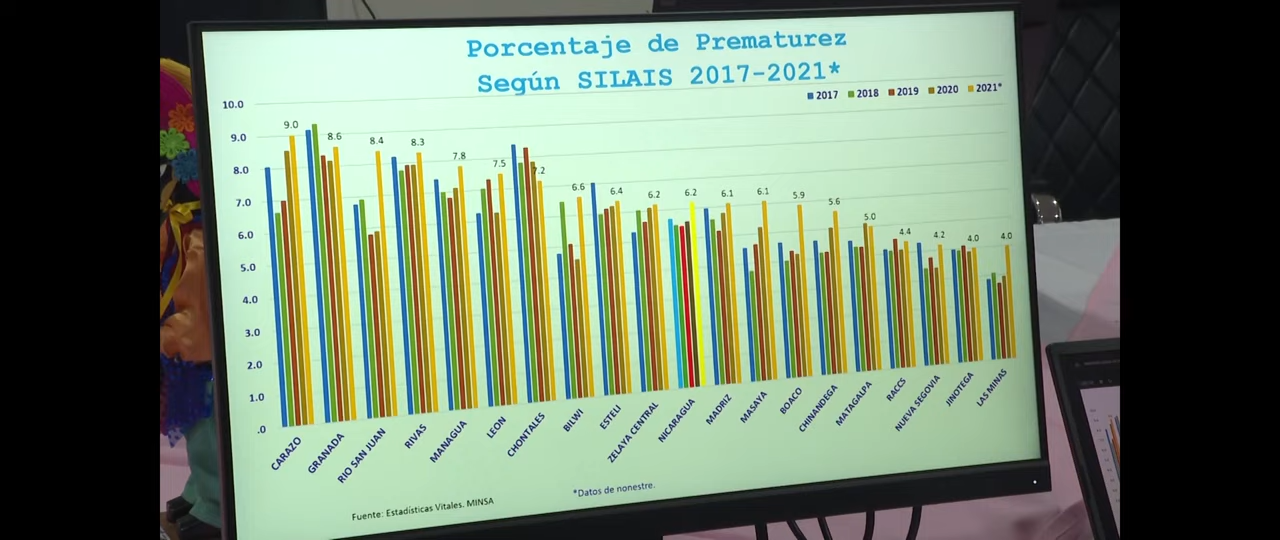 Porcentaje de Prematurez
Según SILAIS 2017-2021*
2017 2018 2019 2020 2021*
10.0
9.0
8.0
7.0
6.0
5.0
4.0
3.0
2.0
1.0
.0
9.0 8.6 8.4 8.3 7.8 7.5 7.2 6.6 6.4 6.2 6.2 6.1 6.1 5.9 5.6 5.0 4.4 4.2 4.0 4.0
CARAZO GRANADA RIO SAN JUAN RIVAS MANAGUA LEON CHONTALES BILWI ESTELI ZELAYA CENTRAL NICARAGUA MADRIZ MASAYA BOACO CHINANDEGA MATAGALPA RACCS NUEVA SEGOVIA JINOTEGA LAS MINAS
*Datos de nonestre.
Fuente: Estadísticas Vitales. MINSA